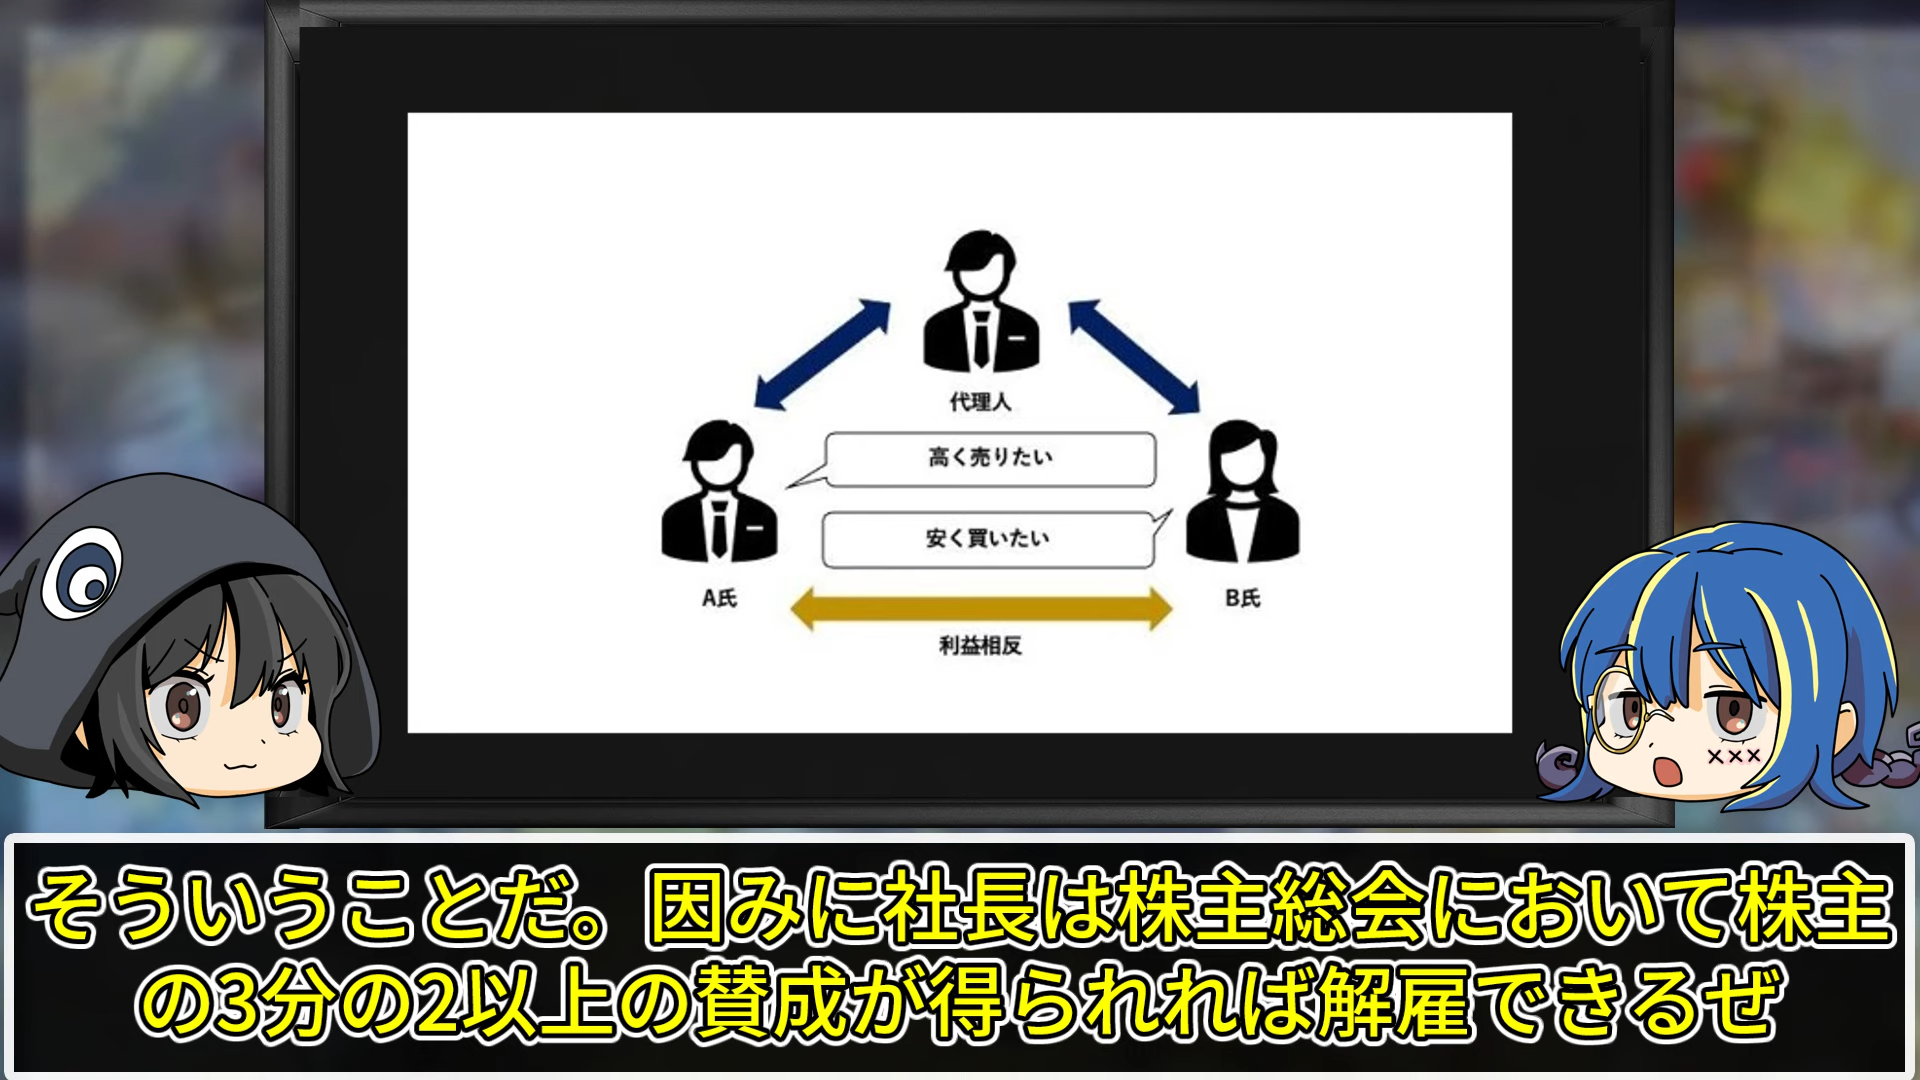 代理人
高く売りたい
安く買いたい
A氏
B氏
利益相反
×××
そういうことだ。因みに社長は株主総会において株主
の3分の2以上の賛成が得られれば解雇できるぜ